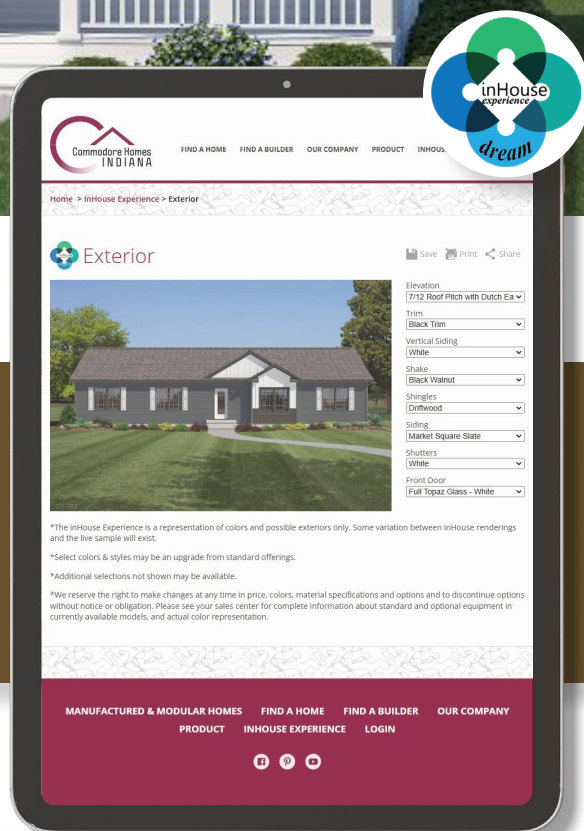 inHouse
experience
dream
Commodore Homes
INDIANA
FIND A HOME FIND A BUILDER OUR COMPANY PRODUCT INHOUS
Home > InHouse Experience > Exterior
Exterior
Save Print Share
Elevation
7/12 Roof Pitch with Dutch Ea
Trim
Black Trim
Vertical Siding
White
Shake
Black Walnut
Shingles
Driftwood
Siding
Market Square Slate
Shutters
White
Front Door
Full Topaz Glass - White
*The inHouse Experience is a representation of colors and possible exteriors only. Some variation between inHouse renderings
and the live sample will exist.
*Select colors & styles may be an upgrade from standard offerings.
*Additional selections not shown may be available.
*We reserve the right to make changes at any time in price, colors, material specifications and options and to discontinue options
without notice or obligation. Please see your sales center for complete information about standard and optional equipment in
currently available models, and actual color representation.
MANUFACTURED & MODULAR HOMES FIND A HOME FIND A BUILDER OUR COMPANY
PRODUCT INHOUSE EXPERIENCE LOGIN